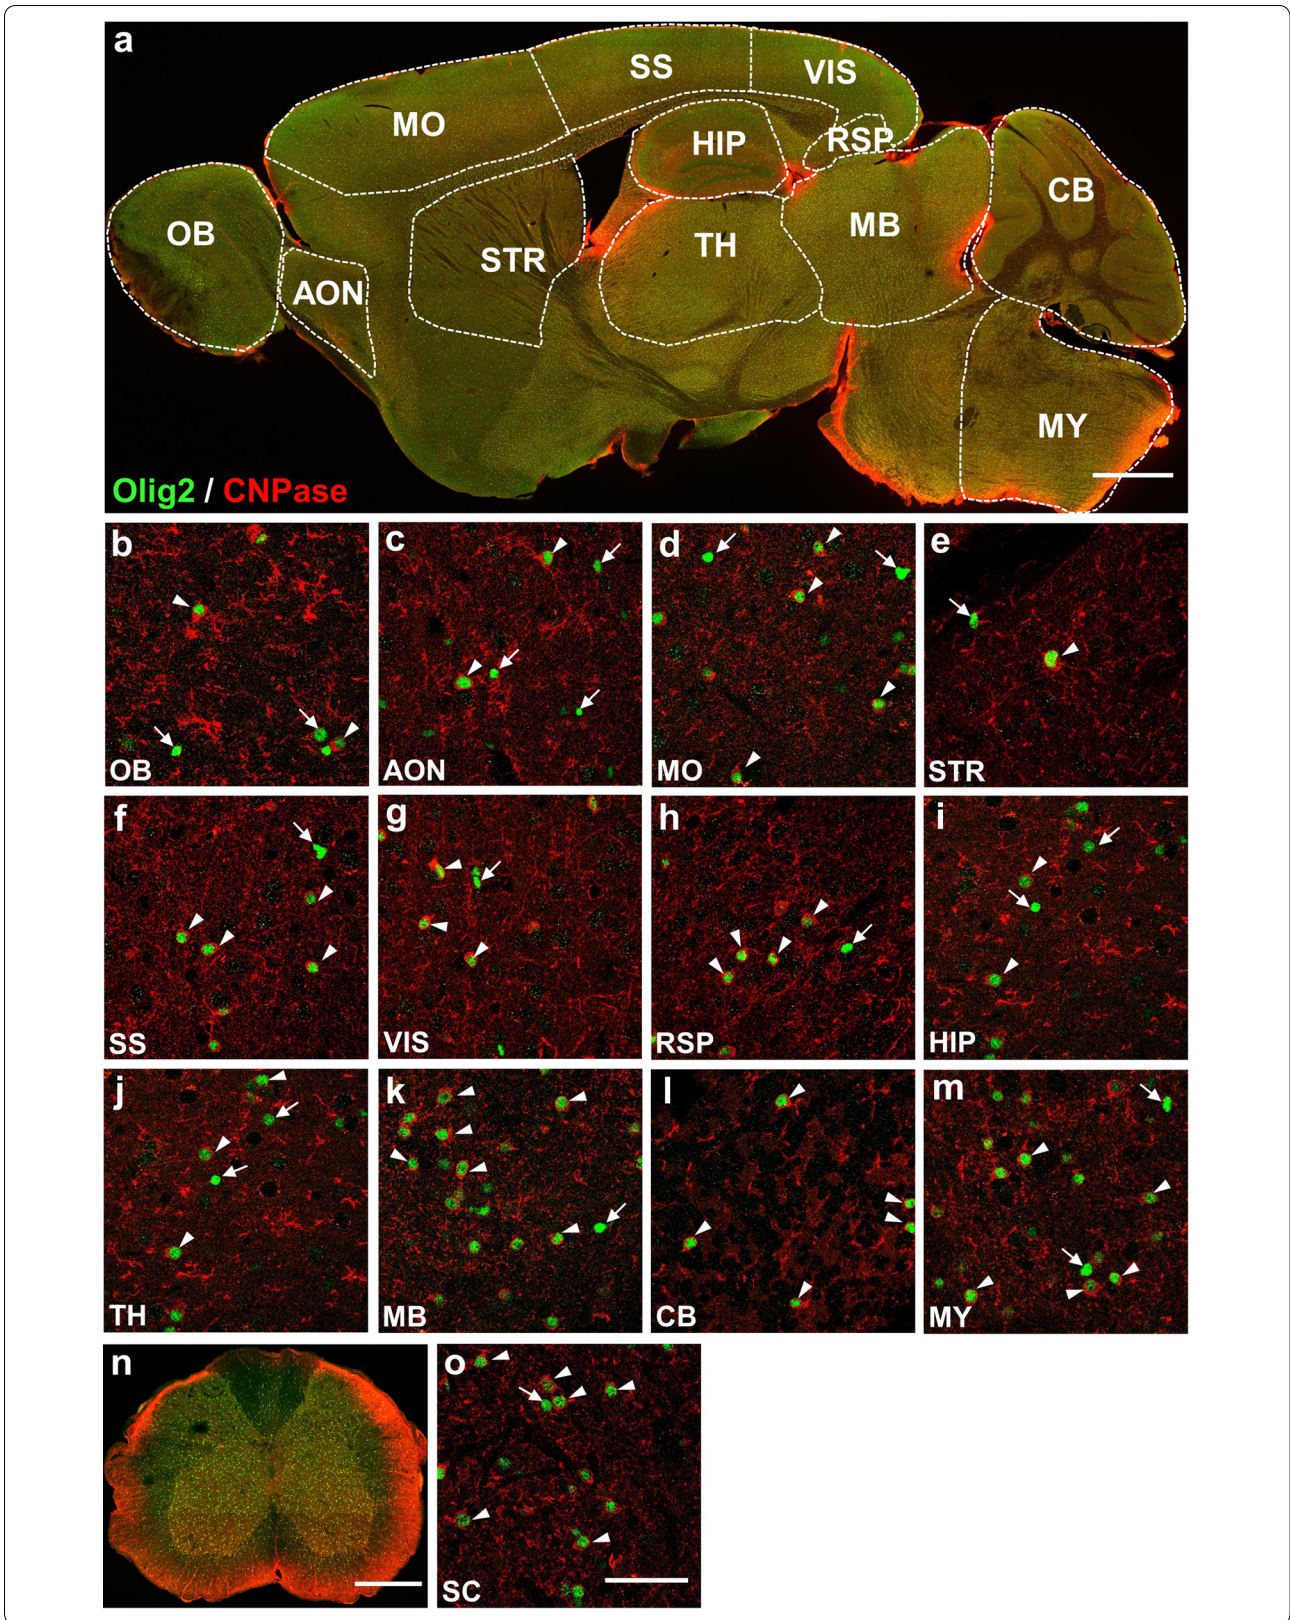 a
SS
VIS
MO
HIP
RSP
CB
OB
MB
TH
STR
AON
MY
Olig2 / CNPase
b
OB
c
AON
d
MO
e
STR
f
SS
g
VIS
h
RSP
i
HIP
j
TH
k
MB
l
CB
m
MY
n
o
SC